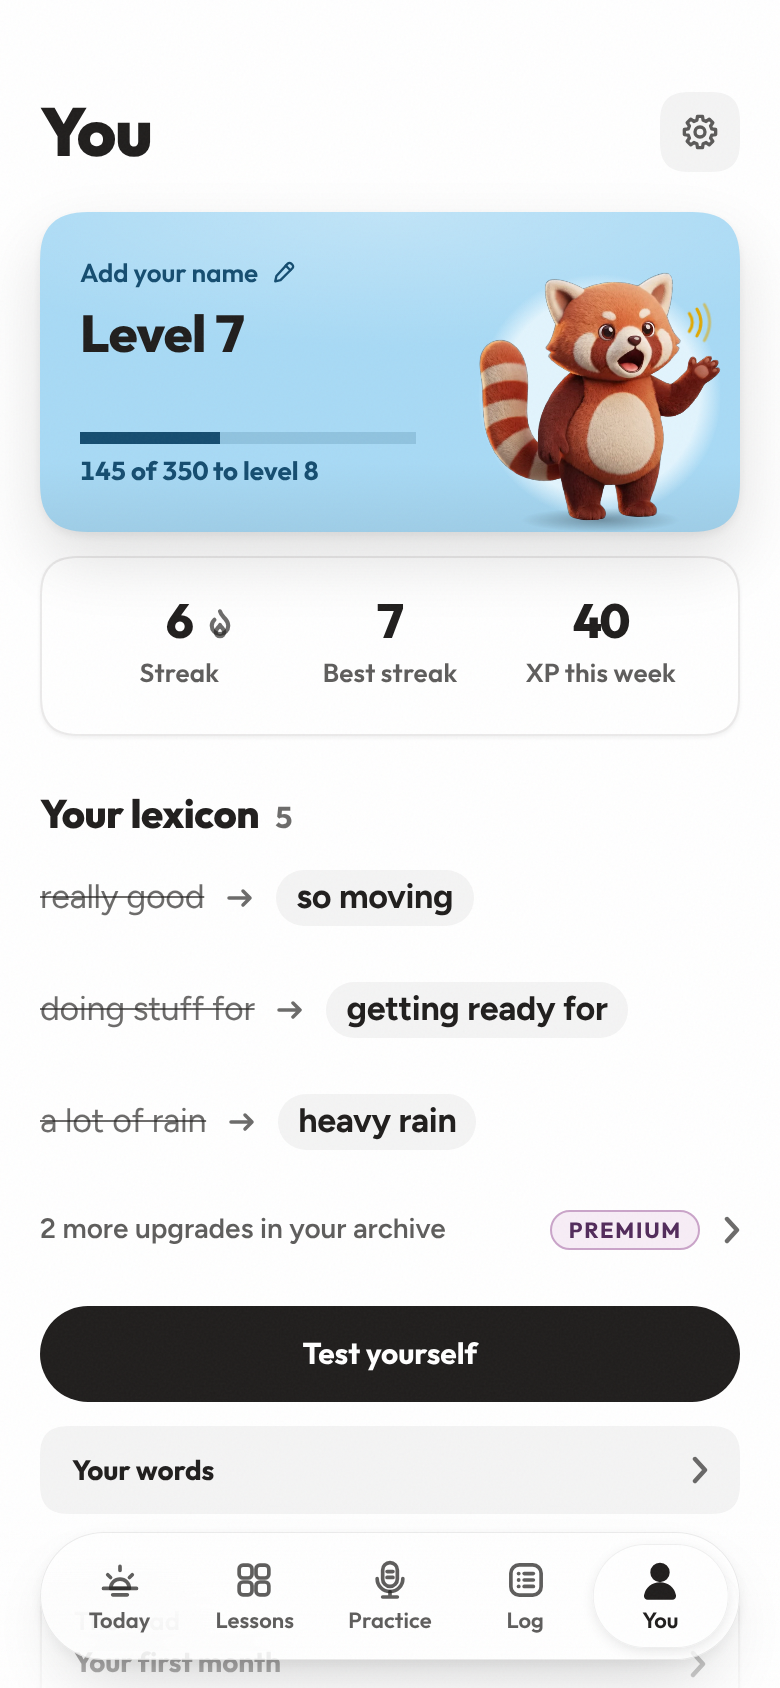 You
Add your name
Level 7
145 of 350 to level 8
6 7 40
Streak Best streak XP this week
Your lexicon 5
really good → so moving
doing stuff for → getting ready for
a lot of rain → heavy rain
2 more upgrades in your archive PREMIUM
Test yourself
Your words
Today Lessons Practice Log You
Your first month